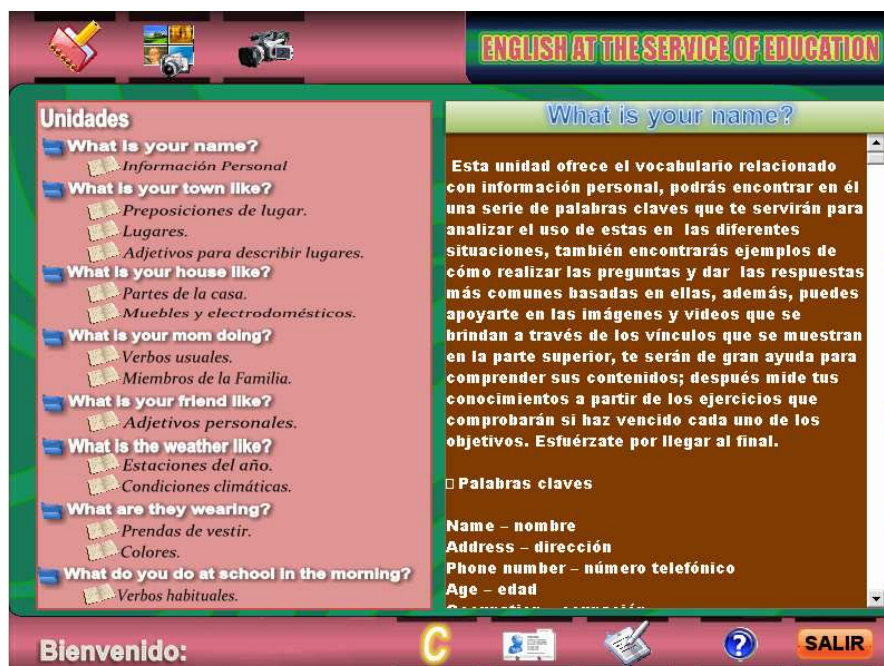 ENGLISH AT THE SERVICE OF EDUCATION
Unidades
What is your name?
Información Personal
What is your town like?
Preposiciones de lugar.
Lugares.
Adjetivos para describir lugares.
What is your house like?
Partes de la casa.
Muebles y electrodomésticos.
What is your mom doing?
Verbos usuales.
Miembros de la Familia.
What is your friend like?
Adjetivos personales.
What is the weather like?
Estaciones del año.
Condiciones climáticas.
What are they wearing?
Prendas de vestir.
Colores.
What do you do at school in the morning?
Verbos habituales.
What is your name?
Esta unidad ofrece el vocabulario relacionado
con información personal, podrás encontrar en él
una serie de palabras claves que te servirán para
analizar el uso de estas en las diferentes
situaciones, también encontrarás ejemplos de
cómo realizar las preguntas y dar las respuestas
más comunes basadas en ellas, además, puedes
apoyarte en las imágenes y videos que se
brindan a través de los vínculos que se muestran
en la parte superior, te serán de gran ayuda para
comprender sus contenidos; después mide tus
conocimientos a partir de los ejercicios que
comprobarán si haz vencido cada uno de los
objetivos. Esfuérzate por llegar al final.
Palabras claves
Name – nombre
Address – dirección
Phone number – número telefónico
Age – edad
Bienvenido:
C
?
SALIR